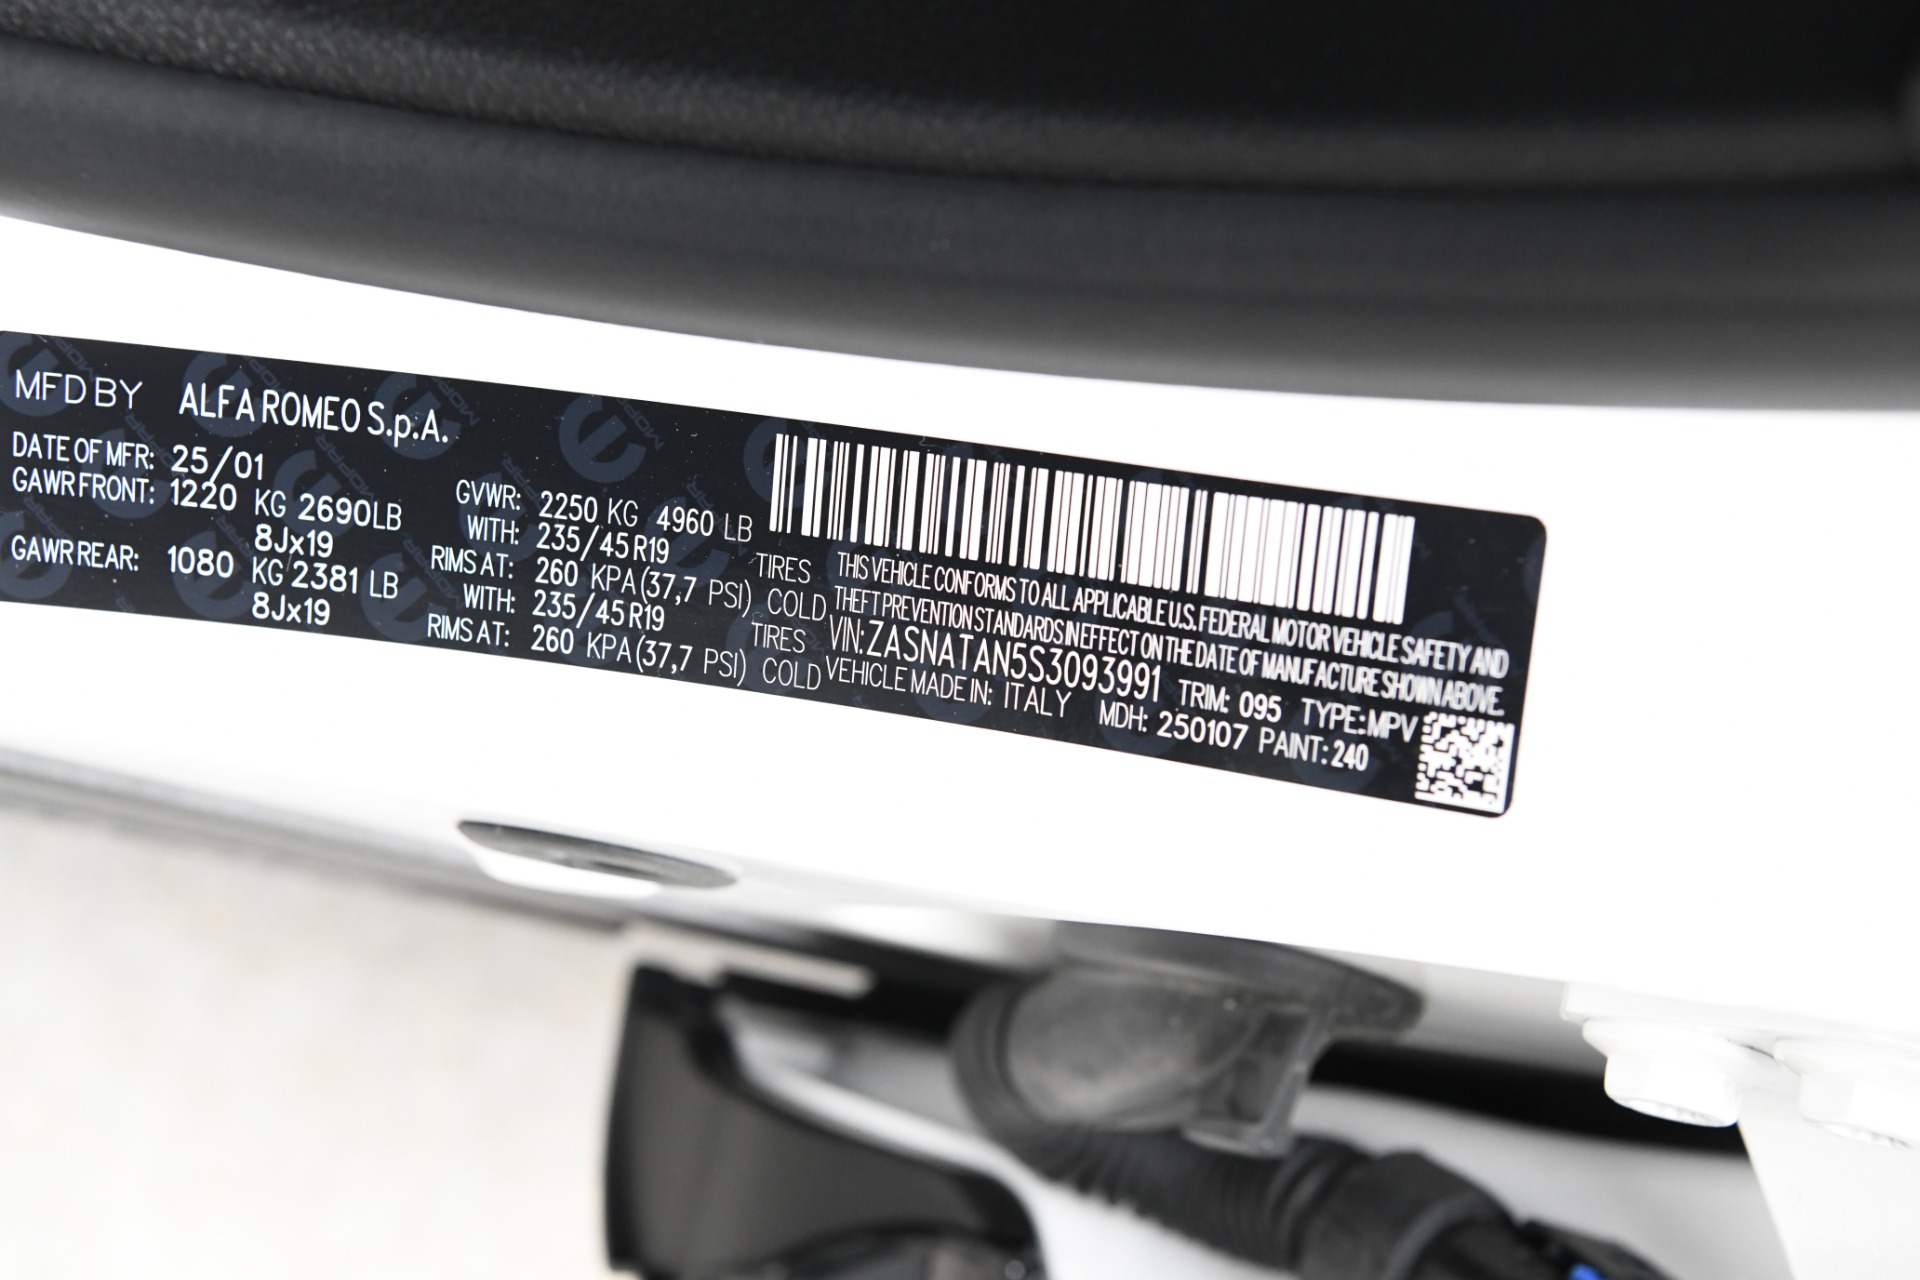 MFD BY ALFA ROMEO S.p.A.
DATE OF MFR: 25/01 GVWR: 2250 KG 4960 LB
GAWR FRONT: 1220 KG 2690LB WITH: 235/45 R19 TIRES
8Jx19 RIMS AT: 260 KPA (37,7 PSI) COLD
GAWR REAR: 1080 KG 2381 LB WITH: 235/45 R19 TIRES
8Jx19 RIMS AT: 260 KPA (37,7 PSI) COLD
THIS VEHICLE CONFORMS TO ALL APPLICABLE U.S. FEDERAL MOTOR VEHICLE SAFETY AND
THEFT PREVENTION STANDARDS IN EFFECT ON THE DATE OF MANUFACTURE SHOWN ABOVE.
VIN: ZASNATAN5S3093991 TRIM: 095 TYPE: MPV
VEHICLE MADE IN: ITALY MDH: 250107 PAINT: 240